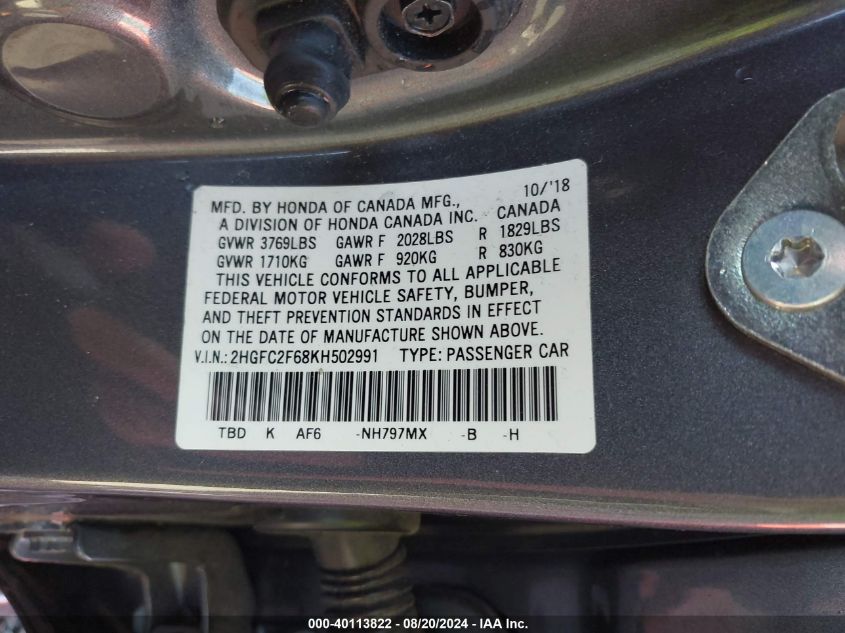 10/'18
MFD. BY HONDA OF CANADA MFG.,
A DIVISION OF HONDA CANADA INC. CANADA
GVWR 3769LBS GAWR F 2028LBS R 1829LBS
GVWR 1710KG GAWR F 920KG R 830KG
THIS VEHICLE CONFORMS TO ALL APPLICABLE
FEDERAL MOTOR VEHICLE SAFETY, BUMPER,
AND THEFT PREVENTION STANDARDS IN EFFECT
ON THE DATE OF MANUFACTURE SHOWN ABOVE.
V.I.N.: 2HGFC2F68KH502991 TYPE: PASSENGER CAR
TBD K AF6 -NH797MX -B -H
000-40113822 - 08/20/2024 - IAA Inc.